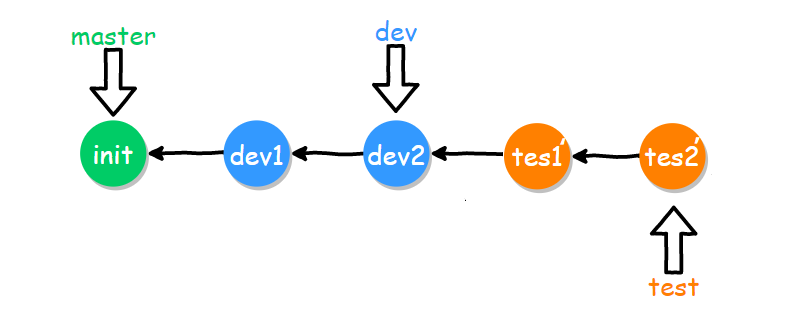 master
dev
init
dev1
dev2
tes1'
tes2'
test